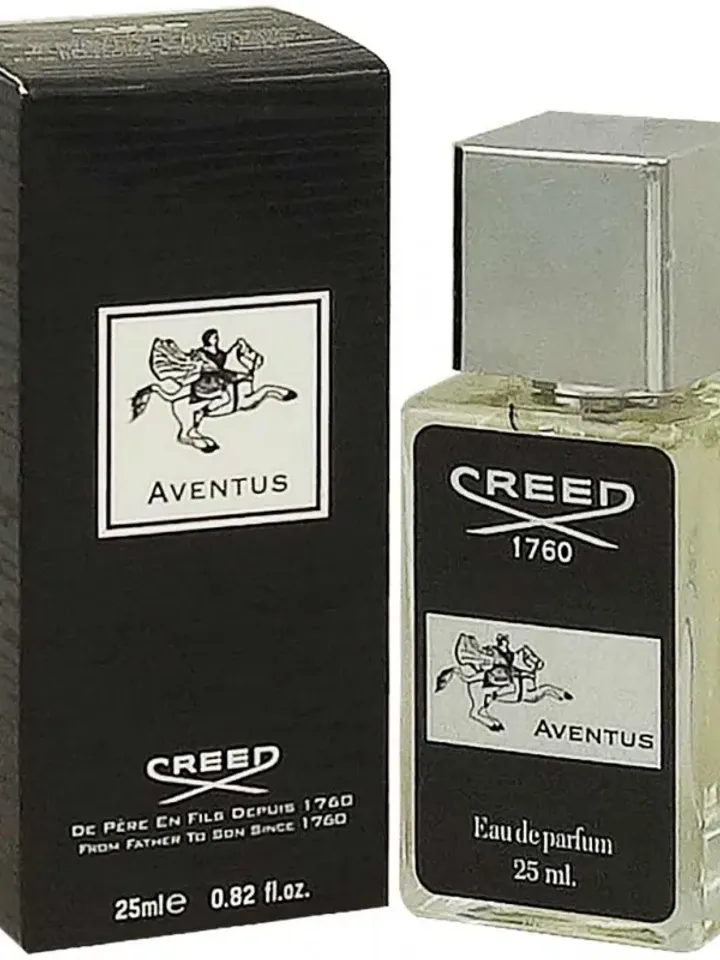 AVENTUS
CREED
DE PÈRE EN FILS DEPUIS 1760
FROM FATHER TO SON SINCE 1760
25ml e 0.82 fl.oz.
CREED
1760
AVENTUS
Eau de parfum
25 ml.